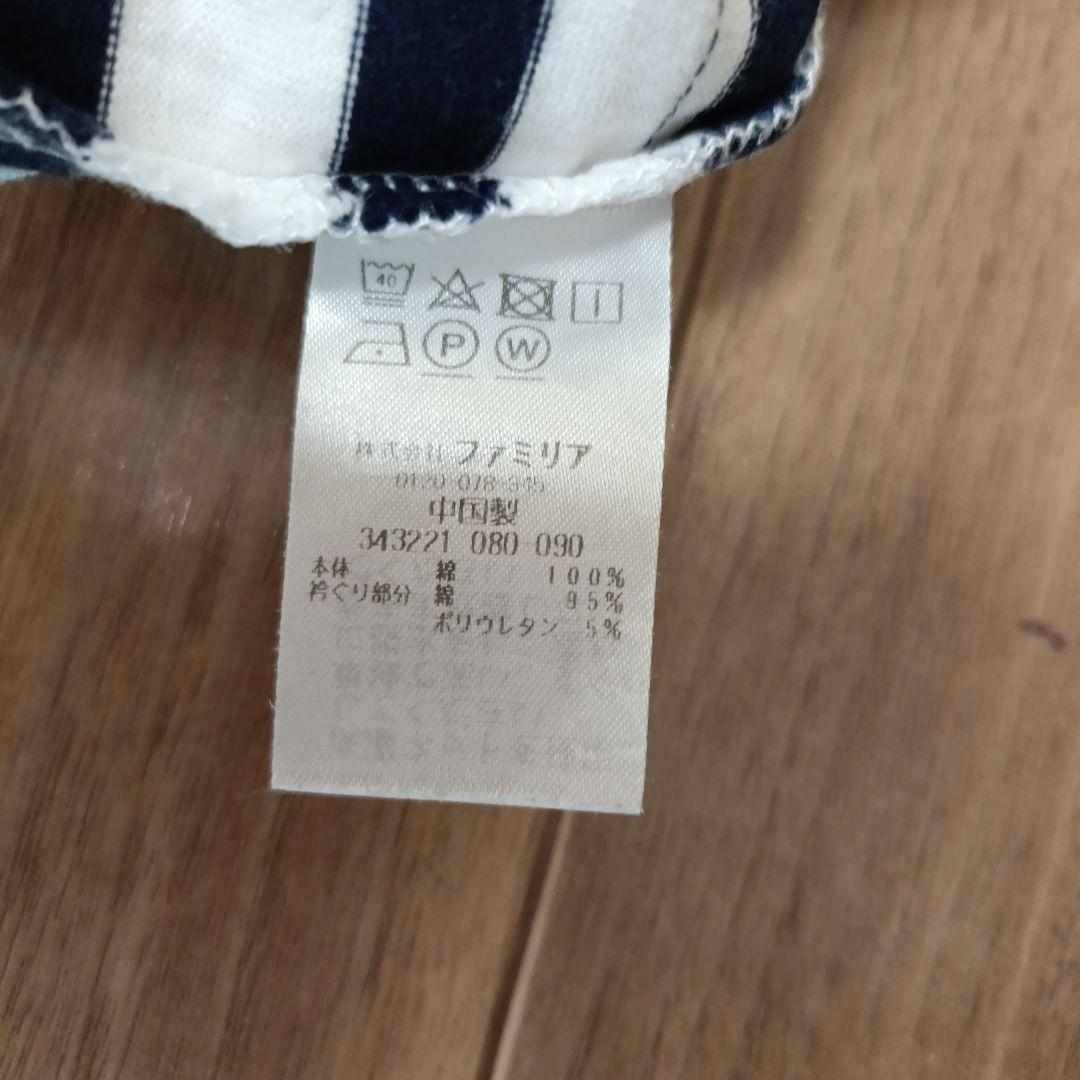 40
P W
株式会社 ファミリア
0120-078-345
中国製
343221 080-090
本体 綿 100%
衿ぐり部分 綿 95%
ポリウレタン 5%